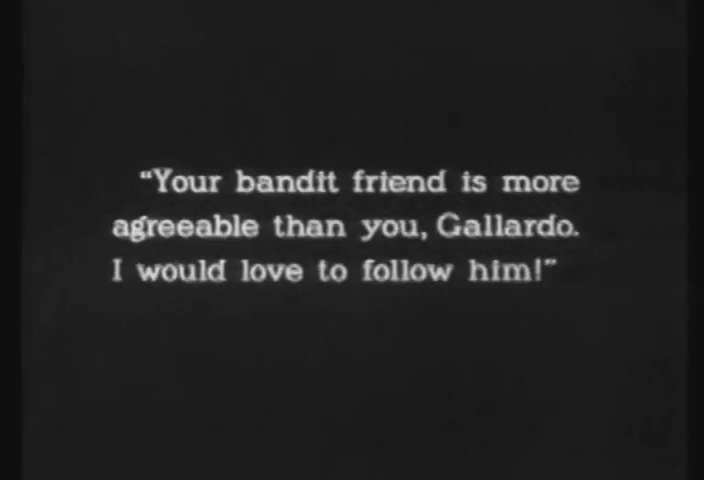 “Your bandit friend is more
agreeable than you, Gallardo.
I would love to follow him!”